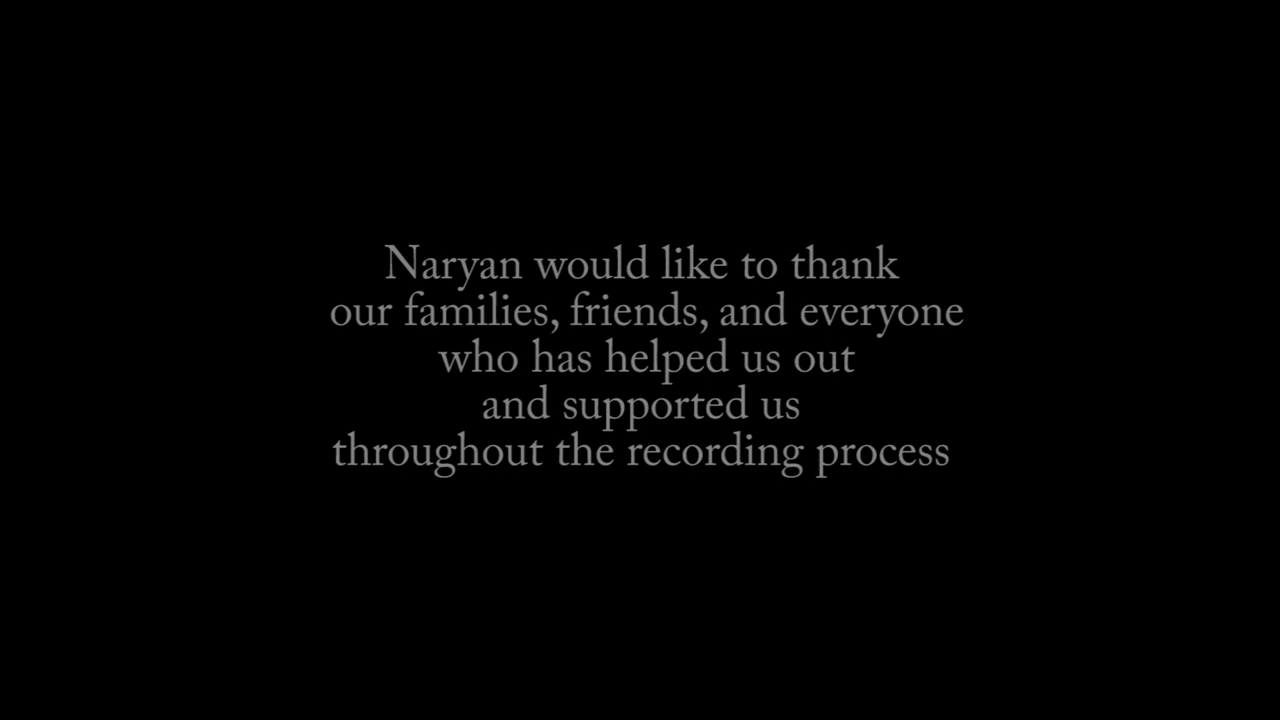 Naryan would like to thank
our families, friends, and everyone
who has helped us out
and supported us
throughout the recording process